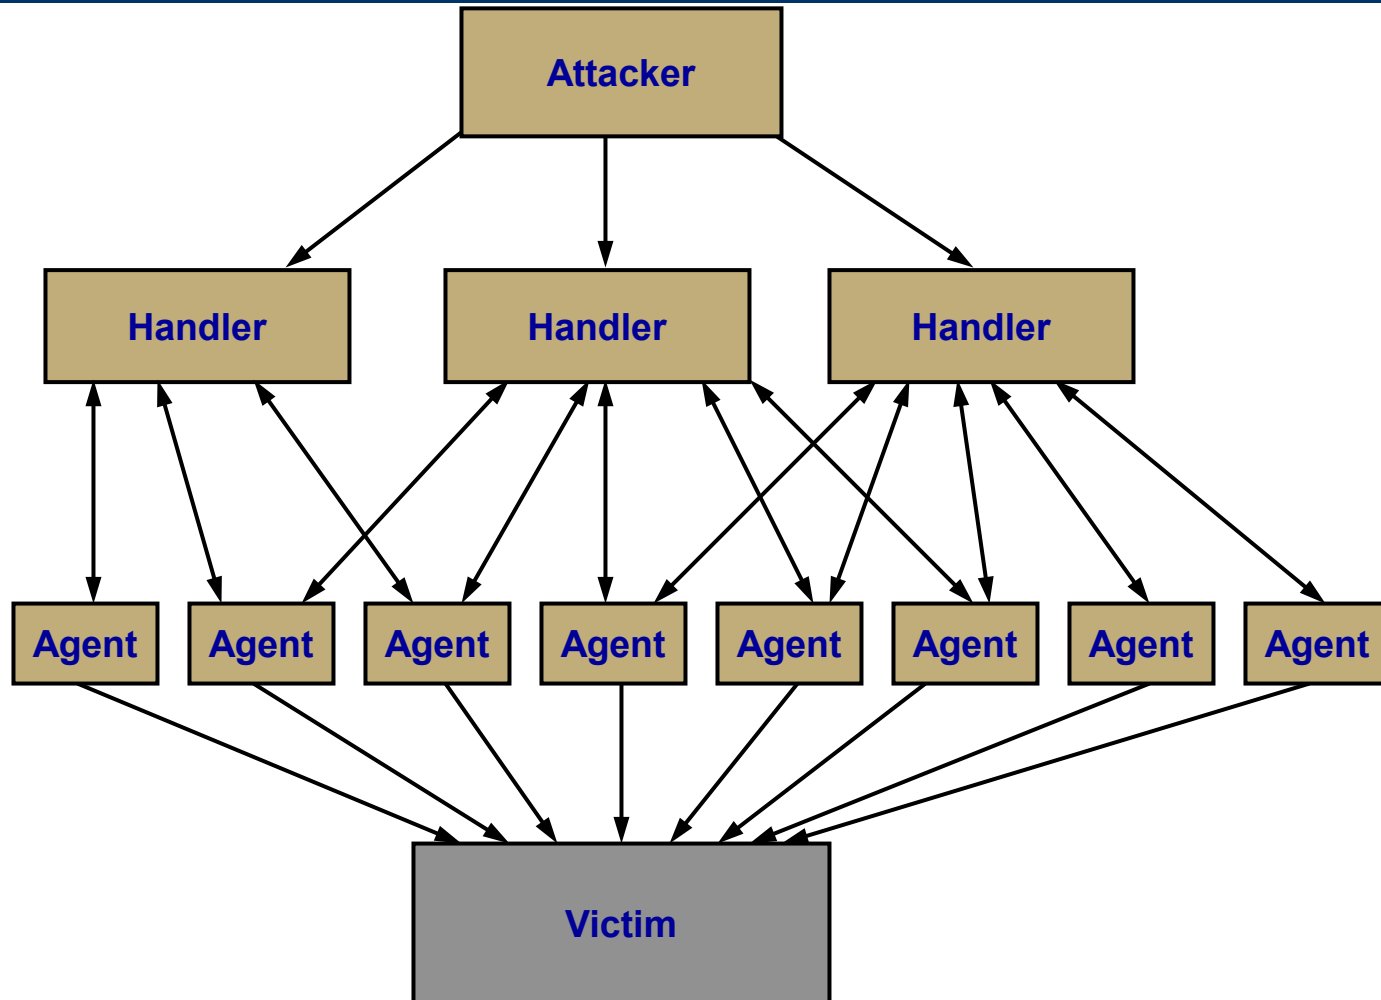 Attacker
Handler
Handler
Handler
Agent
Agent
Agent
Agent
Agent
Agent
Agent
Agent
Victim